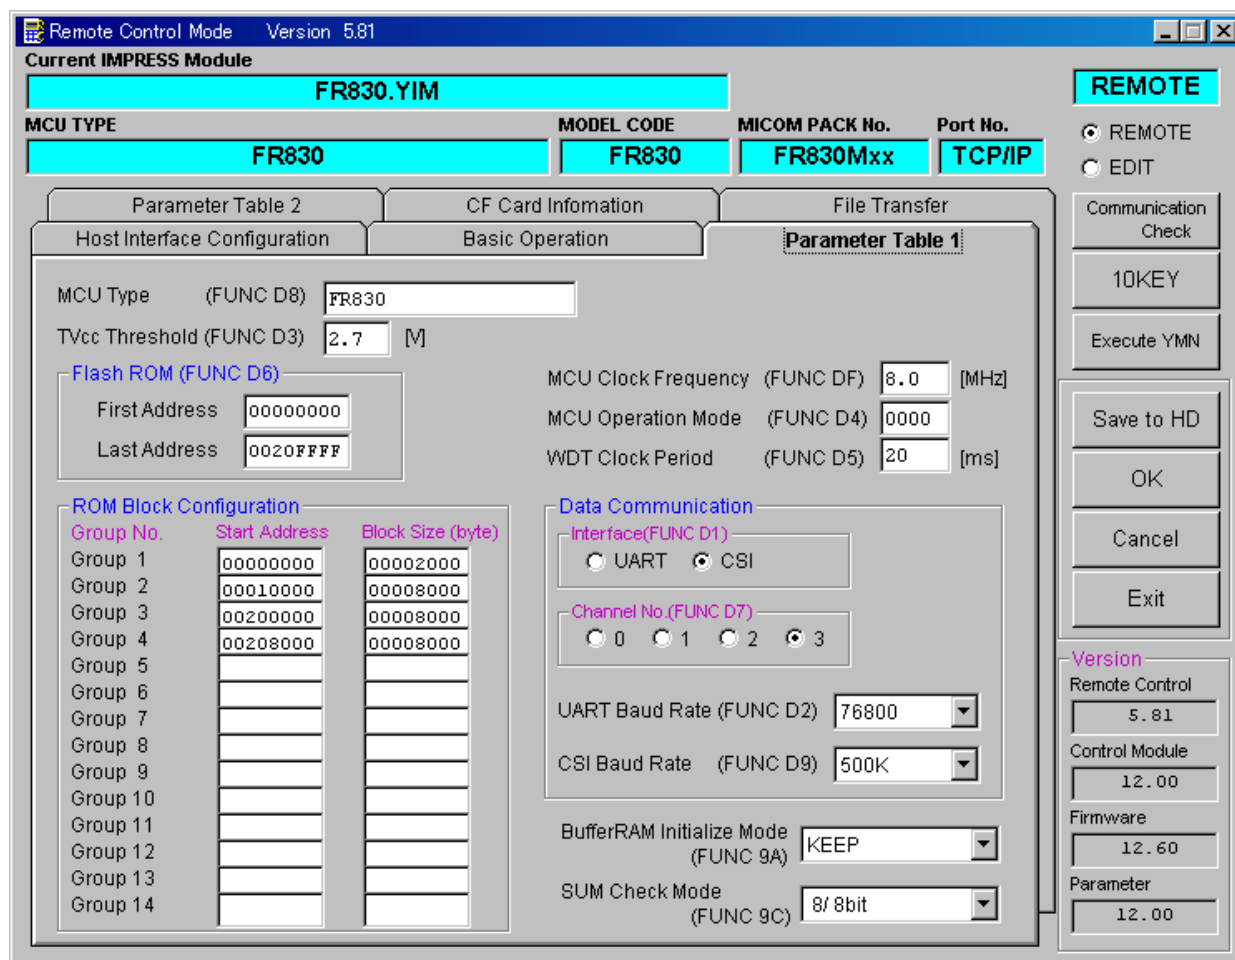 Remote Control Mode Version 5.81
Current IMPRESS Module
FR830.YIM
REMOTE
MCU TYPE MODEL CODE MICOM PACK No. Port No.
FR830 FR830 FR830Mxx TCP/IP
REMOTE
EDIT
Parameter Table 2 CF Card Infomation File Transfer
Host Interface Configuration Basic Operation Parameter Table 1
Communication
Check
10KEY
Execute YMN
Save to HD
OK
Cancel
Exit
MCU Type (FUNC D8) FR830
TVcc Threshold (FUNC D3) 2.7 [V]
Flash ROM (FUNC D6)
First Address 00000000
Last Address 0020FFFF
MCU Clock Frequency (FUNC DF) 8.0 [MHz]
MCU Operation Mode (FUNC D4) 0000
WDT Clock Period (FUNC D5) 20 [ms]
ROM Block Configuration
Group No. Start Address Block Size (byte)
Group 1 00000000 00002000
Group 2 00010000 00008000
Group 3 00200000 00008000
Group 4 00208000 00008000
Group 5
Group 6
Group 7
Group 8
Group 9
Group 10
Group 11
Group 12
Group 13
Group 14
Data Communication
Interface(FUNC D1)
UART CSI
Channel No.(FUNC D7)
0 1 2 3
UART Baud Rate (FUNC D2) 76800
CSI Baud Rate (FUNC D9) 500K
BufferRAM Initialize Mode
(FUNC 9A) KEEP
SUM Check Mode
(FUNC 9C) 8/ 8bit
Version
Remote Control
5.81
Control Module
12.00
Firmware
12.60
Parameter
12.00